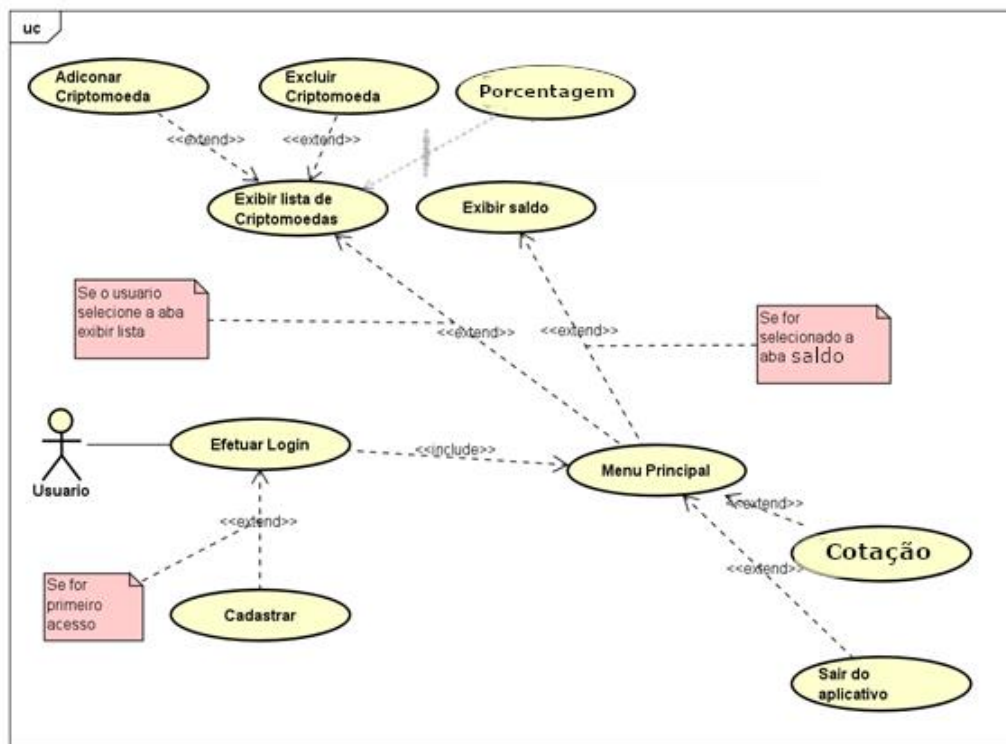 uc
Adiconar
Criptomoeda
Excluir
Criptomoeda
Porcentagem
<<extend>>
<<extend>>
Exibir lista de
Criptomoedas
Exibir saldo
Se o usuario
selecione a aba
exibir lista
<<extend>>
<<extend>>
Se for
selecionado a
aba saldo
Efetuar Login
<<include>>
Menu Principal
Usuario
<<extend>>
Cotação
<<extend>>
<<extend>>
Se for
primeiro
acesso
Cadastrar
Sair do
aplicativo